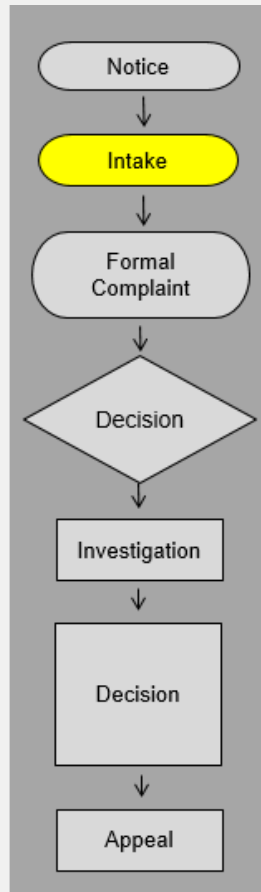 Notice
Intake
Formal
Complaint
Decision
Investigation
Decision
Appeal